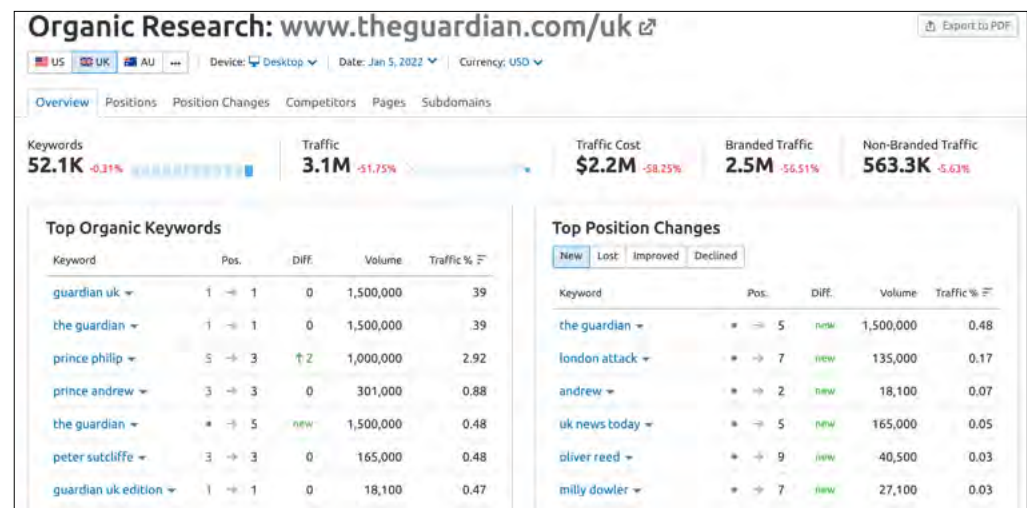 Organic Research: www.theguardian.com/uk
Export to PDF
US UK AU ... Device: Desktop Date: Jan 5, 2022 Currency: USD
Overview Positions Position Changes Competitors Pages Subdomains
Keywords Traffic Traffic Cost Branded Traffic Non-Branded Traffic
52.1K -0.31% 3.1M -51.75% $2.2M -58.25% 2.5M -56.51% 563.3K -5.63%
Top Organic Keywords
Keyword Pos. Diff. Volume Traffic %
guardian uk 1 → 1 0 1,500,000 39
the guardian 1 → 1 0 1,500,000 39
prince philip 5 → 3 ↑2 1,000,000 2.92
prince andrew 3 → 3 0 301,000 0.88
the guardian • → 5 new 1,500,000 0.48
peter sutcliffe 3 → 3 0 165,000 0.48
guardian uk edition 1 → 1 0 18,100 0.47
Top Position Changes
New Lost Improved Declined
Keyword Pos. Diff. Volume Traffic %
the guardian • → 5 new 1,500,000 0.48
london attack • → 7 new 135,000 0.17
andrew • → 2 new 18,100 0.07
uk news today • → 5 new 165,000 0.05
oliver reed • → 9 new 40,500 0.03
milly dowler • → 7 new 27,100 0.03